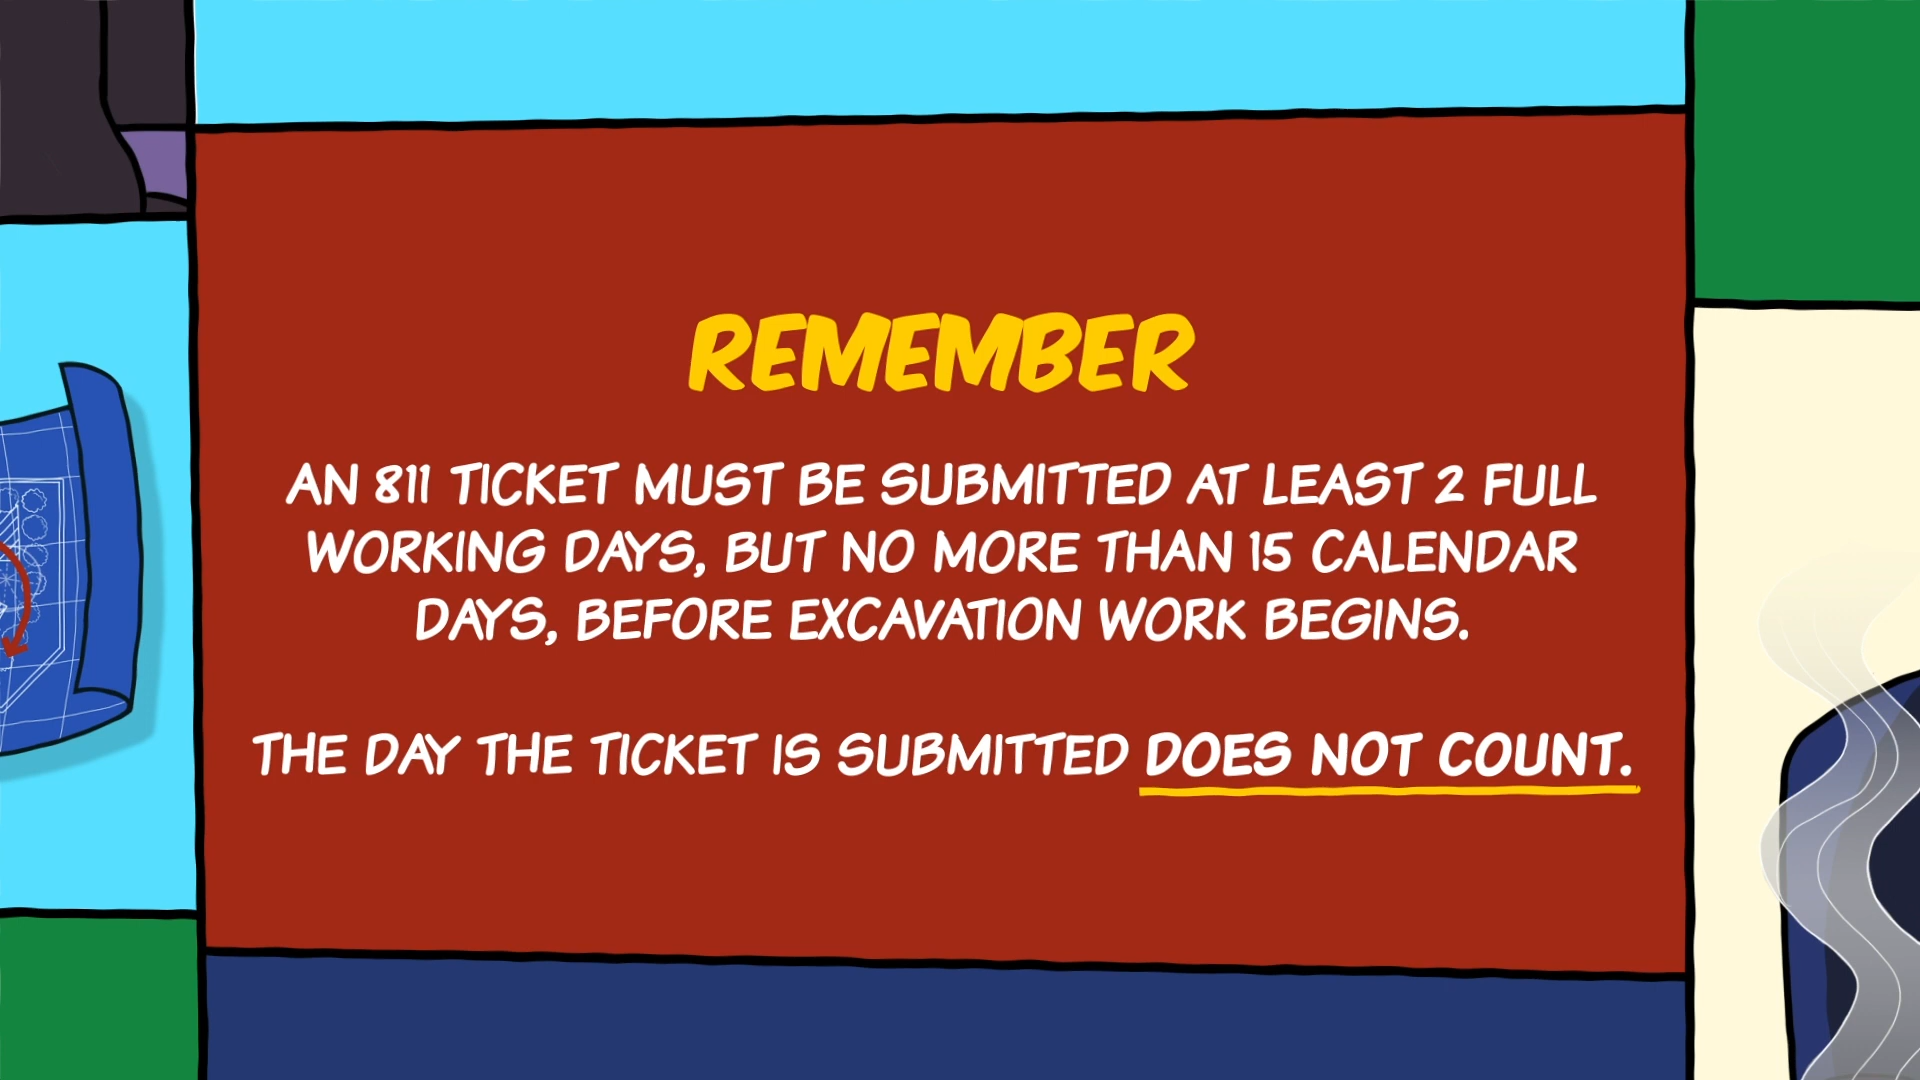 REMEMBER
AN 811 TICKET MUST BE SUBMITTED AT LEAST 2 FULL
WORKING DAYS, BUT NO MORE THAN 15 CALENDAR
DAYS, BEFORE EXCAVATION WORK BEGINS.
THE DAY THE TICKET IS SUBMITTED DOES NOT COUNT.